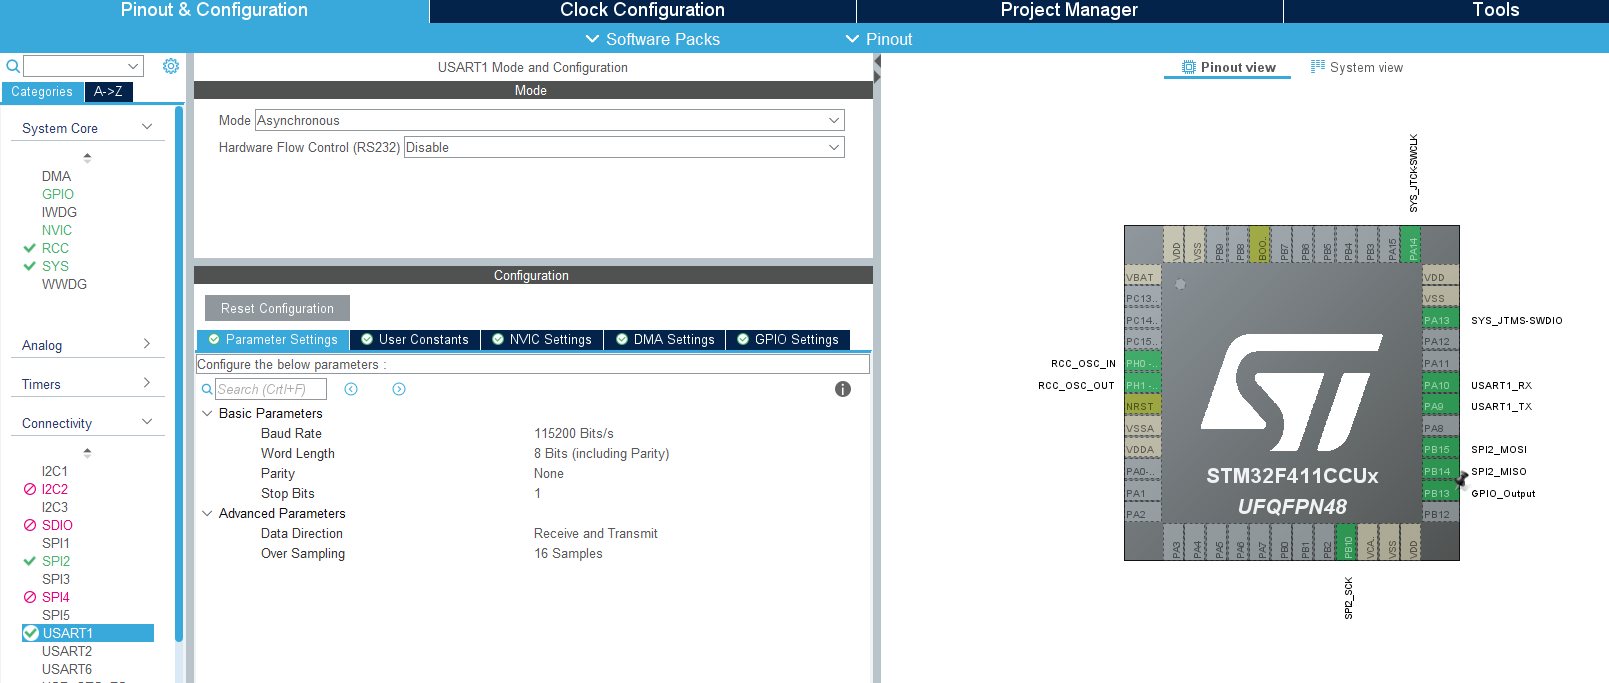 Pinout & Configuration
Clock Configuration
Project Manager
Tools
Software Packs
Pinout
Categories
A->Z
System Core
DMA
GPIO
IWDG
NVIC
RCC
SYS
WWDG
Analog
Timers
Connectivity
I2C1
I2C2
I2C3
SDIO
SPI1
SPI2
SPI3
SPI4
SPI5
USART1
USART2
USART6
USART1 Mode and Configuration
Mode
Mode Asynchronous
Hardware Flow Control (RS232) Disable
Configuration
Reset Configuration
Parameter Settings
User Constants
NVIC Settings
DMA Settings
GPIO Settings
Configure the below parameters :
Search (Crtl+F)
Basic Parameters
Baud Rate 115200 Bits/s
Word Length 8 Bits (including Parity)
Parity None
Stop Bits 1
Advanced Parameters
Data Direction Receive and Transmit
Over Sampling 16 Samples
Pinout view
System view
SYS_JTCK-SWCLK
VDD
VSS
PB9
PB8
BOO..
PB7
PB6
PB5
PB4
PB3
PA15
PA14
VBAT
PC13..
PC14..
PC15..
RCC_OSC_IN PH0 -..
RCC_OSC_OUT PH1 -..
NRST
VSSA
VDDA
PA0-..
PA1
PA2
STM32F411CCUx
UFQFPN48
VDD
VSS
PA13 SYS_JTMS-SWDIO
PA12
PA11
PA10 USART1_RX
PA9 USART1_TX
PA8
PB15 SPI2_MOSI
PB14 SPI2_MISO
PB13 GPIO_Output
PB12
PA3
PA4
PA5
PA6
PA7
PB0
PB1
PB2
PB10
VCA..
VSS
VDD
SPI2_SCK